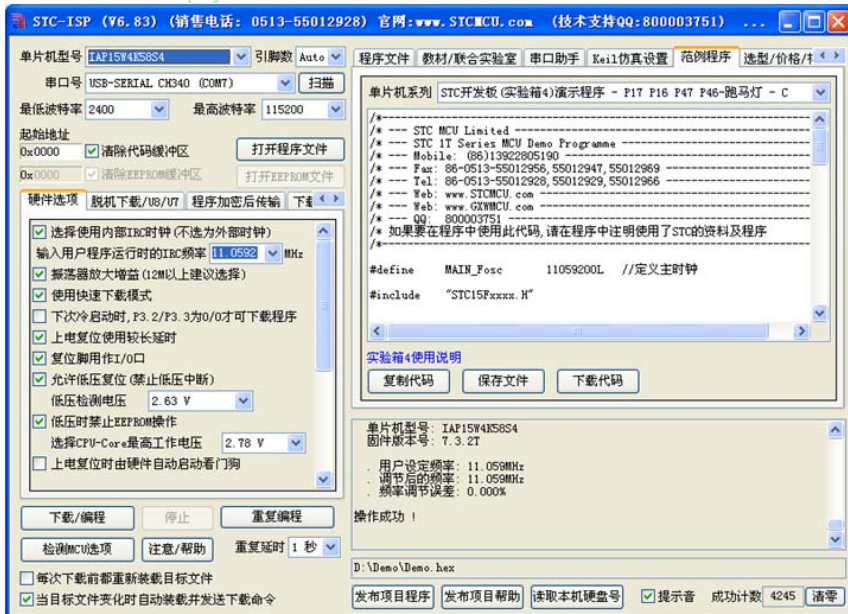 STC-ISP (V6.83) (销售电话: 0513-55012928) 官网:www.STCMCU.com (技术支持QQ:800003751) ...
单片机型号 IAP15W4K58S4 引脚数 Auto
串口号 USB-SERIAL CH340 (COM7) 扫描
最低波特率 2400 最高波特率 115200
起始地址
0x0000 清除代码缓冲区 打开程序文件
0x0000 清除EEPROM缓冲区 打开EEPROM文件
硬件选项 脱机下载/U8/U7 程序加密后传输
选择使用内部IRC时钟(不选为外部时钟)
输入用户程序运行时的IRC频率 11.0592 MHz
振荡器放大增益(12M以上建议选择)
使用快速下载模式
下次冷启动时,P3.2/P3.3为0/0才可下载程序
上电复位使用较长延时
复位脚用作I/O口
允许低压复位(禁止低压中断)
低压检测电压 2.63 V
低压时禁止EEPROM操作
选择CPU-Core最高工作电压 2.78 V
上电复位时由硬件自动启动看门狗
下载/编程 停止 重复编程
检测MCU选项 注意/帮助 重复延时 1 秒
每次下载前都重新装载目标文件
当目标文件变化时自动装载并发送下载命令
程序文件 教材/联合实验室 串口助手 Keil仿真设置 范例程序 选型/价格/
单片机系列 STC开发板(实验箱4)演示程序 - P17 P16 P47 P46-跑马灯 - C
/*---------------------------------------------------------------
/* --- STC MCU Limited ---
/* --- STC 1T Series MCU Demo Programme ---
/* --- Mobile: (86)13922805190 ---
/* --- Fax: 86-0513-55012956,55012947,55012969 ---
/* --- Tel: 86-0513-55012928,55012929,55012966 ---
/* --- Web: www.STCMCU.com ---
/* --- Web: www.GXWMCU.com ---
/* --- QQ: 800003751 ---
/* 如果要在程序中使用此代码,请在程序中注明使用了STC的资料及程序
/*---------------------------------------------------------------
#define MAIN_Fosc 11059200L //定义主时钟
#include "STC15Fxxxx.H"
实验箱4使用说明
复制代码 保存文件 下载代码
单片机型号: IAP15W4K58S4
固件版本号: 7.3.2T
. 用户设定频率: 11.059MHz
. 调节后的频率: 11.059MHz
. 频率调节误差: 0.000%
操作成功 !
D:\Demo\Demo.hex
发布项目程序 发布项目帮助 读取本机硬盘号 提示音 成功计数 4245 清零